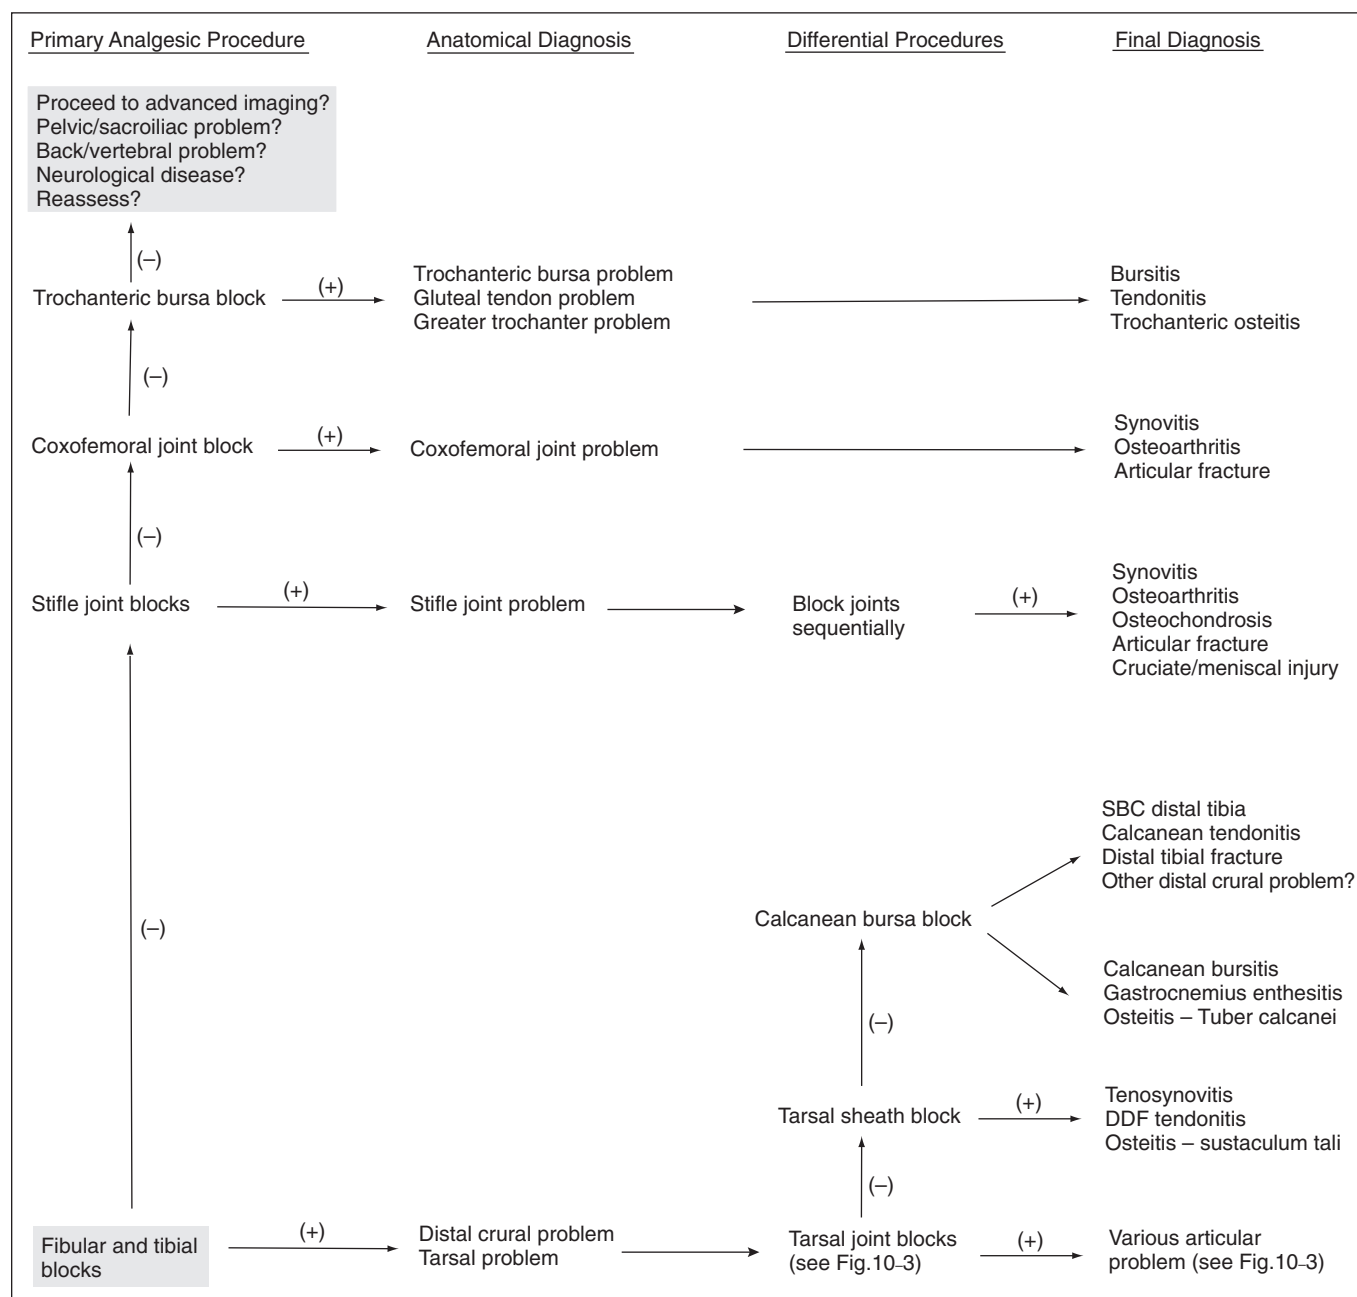 Primary Analgesic Procedure
Anatomical Diagnosis
Differential Procedures
Final Diagnosis
Proceed to advanced imaging?
Pelvic/sacroiliac problem?
Back/vertebral problem?
Neurological disease?
Reassess?
(–)
Trochanteric bursa block
(+)
Trochanteric bursa problem
Gluteal tendon problem
Greater trochanter problem
Bursitis
Tendonitis
Trochanteric osteitis
(–)
Coxofemoral joint block
(+)
Coxofemoral joint problem
Synovitis
Osteoarthritis
Articular fracture
(–)
Stifle joint blocks
(+)
Stifle joint problem
Block joints
sequentially
(+)
Synovitis
Osteoarthritis
Osteochondrosis
Articular fracture
Cruciate/meniscal injury
(–)
SBC distal tibia
Calcanean tendonitis
Distal tibial fracture
Other distal crural problem?
Calcanean bursa block
Calcanean bursitis
Gastrocnemius enthesitis
Osteitis – Tuber calcanei
(–)
Tarsal sheath block
(+)
Tenosynovitis
DDF tendonitis
Osteitis – sustaculum tali
(–)
Fibular and tibial
blocks
(+)
Distal crural problem
Tarsal problem
Tarsal joint blocks
(see Fig.10–3)
(+)
Various articular
problem (see Fig.10–3)